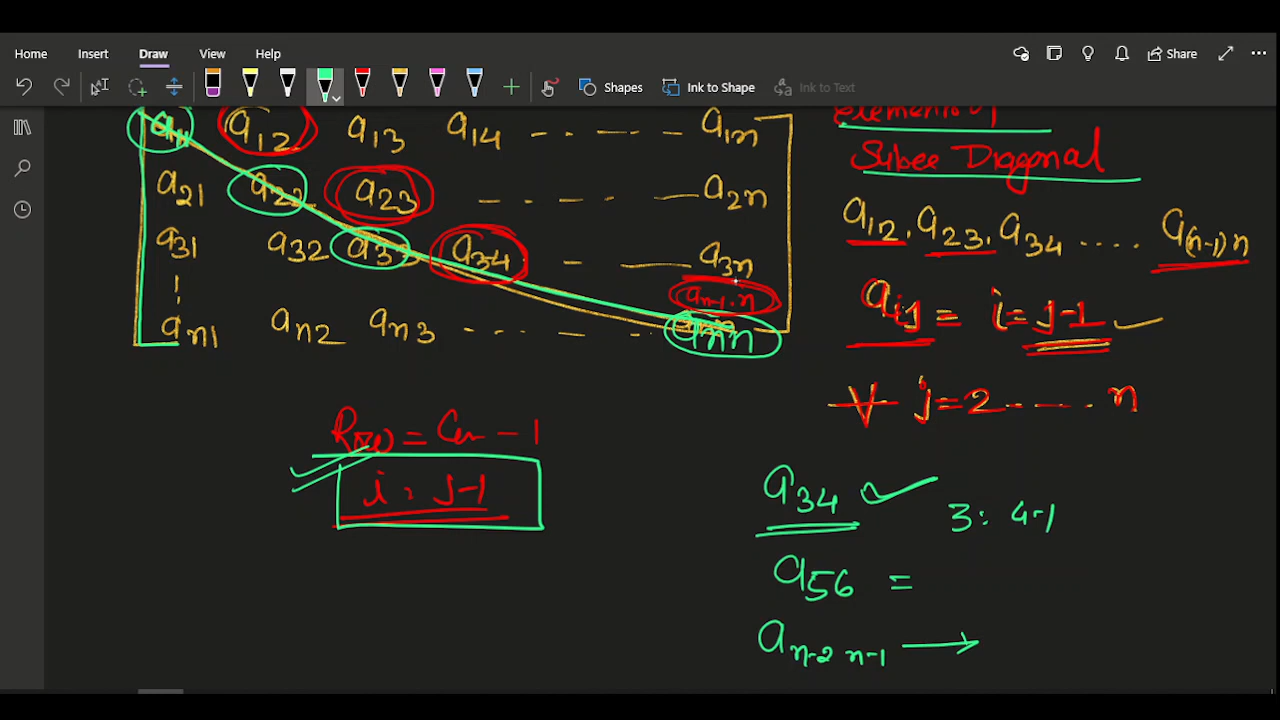 Home Insert Draw View Help Share
Shapes Ink to Shape Ink to Text
a11 a12 a13 a14 - . - . - . - a1n
a21 a22 a23 - . - . - . - a2n
a31 a32 a33 a34 - - a3n
an-1.n
an1 an2 an3 - . . - . ann
Super Diagonal
a12, a23, a34 .... a(n-1)n
aij = i = j-1
∀ j=2 ..... n
= -1
i = j-1
a34 ✓ 3 = 4-1
a56 =
an-2 n-1 →